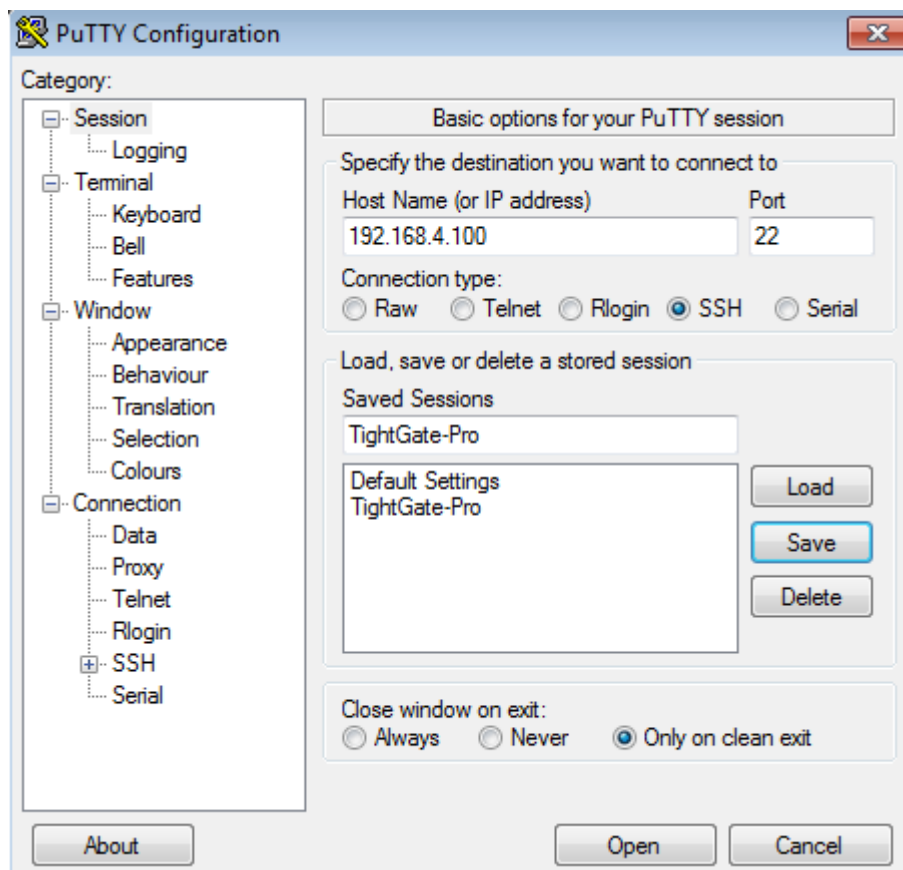 PuTTY Configuration
Category:
Session
Logging
Terminal
Keyboard
Bell
Features
Window
Appearance
Behaviour
Translation
Selection
Colours
Connection
Data
Proxy
Telnet
Rlogin
SSH
Serial
Basic options for your PuTTY session
Specify the destination you want to connect to
Host Name (or IP address) Port
192.168.4.100 22
Connection type:
Raw Telnet Rlogin SSH Serial
Load, save or delete a stored session
Saved Sessions
TightGate-Pro
Default Settings
TightGate-Pro
Load
Save
Delete
Close window on exit:
Always Never Only on clean exit
About Open Cancel